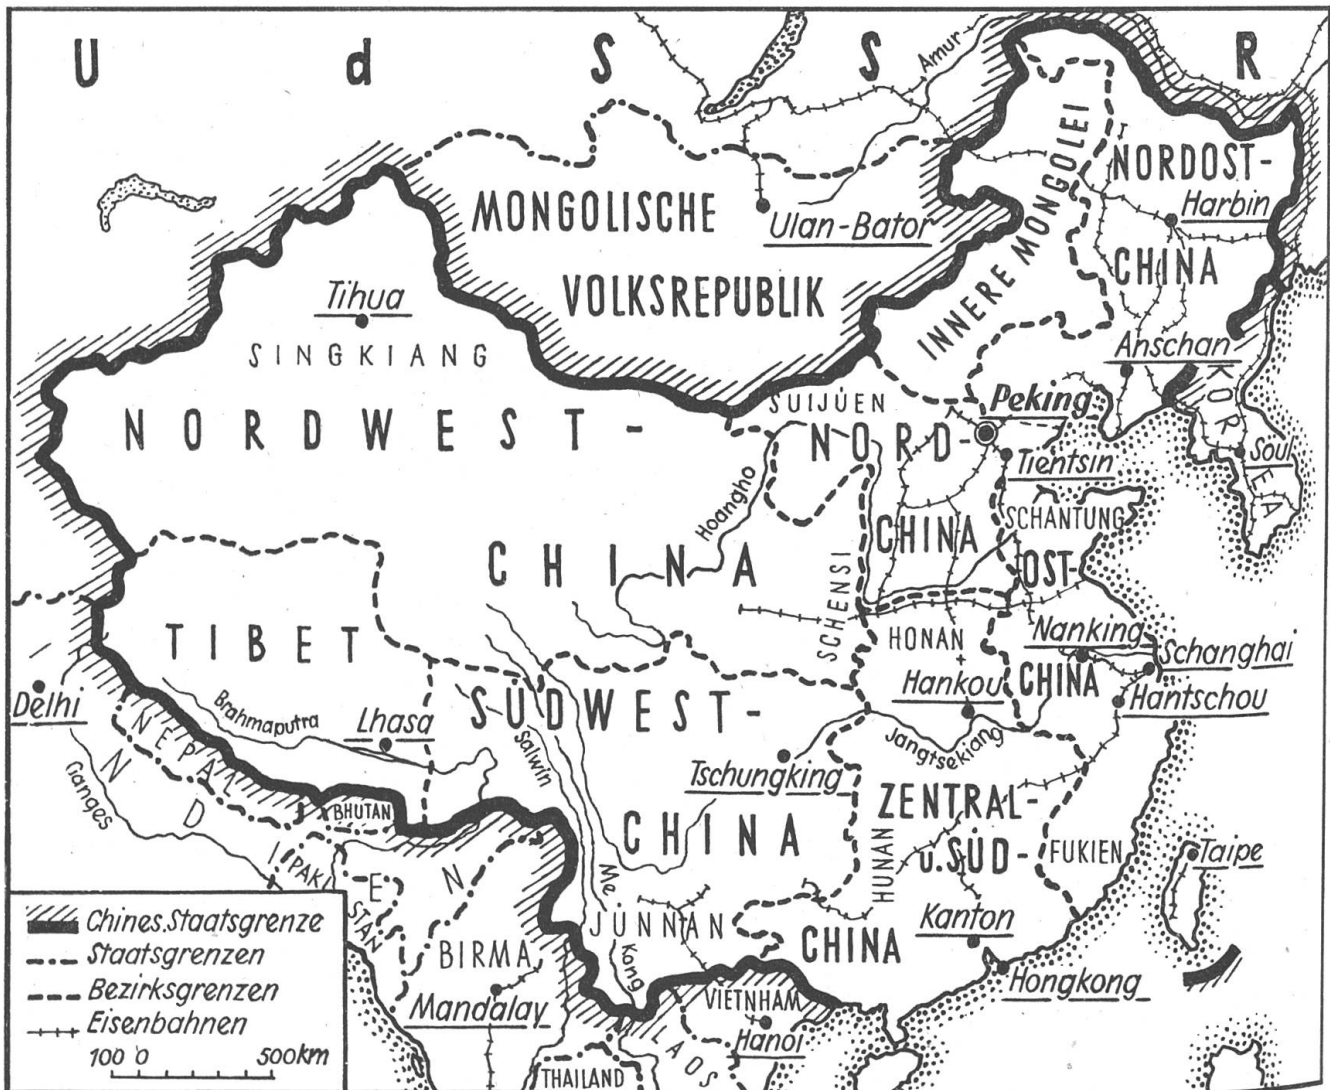 UdSSR
Amur
MONGOLISCHE
VOLKSREPUBLIK
Ulan-Bator
INNERE MONGOLEI
NORDOST-
Harbin
CHINA
Tihua
SINGKIANG
Anschan
KOREA
Soul
SUIJÜEN
Peking
NORDWEST-
NORD-
Tientsin
Hoangho
SCHANTUNG
CHINA
CHINA
OST-
SCHENSI
TIBET
HONAN
Nanking
Schanghai
CHINA
Hankou
Hantschou
Delhi
Brahmaputra
Lhasa
SÜDWEST-
Salwin
Jangtsekiang
NEPAL
Ganges
INDIEN
Tschungking
ZENTRAL-
BHUTAN
CHINA
u. SÜD-
FUKIEN
Taipe
HUNAN
PAKISTAN
Me Kong
JÜNNAN
Kanton
CHINA
BIRMA
Hongkong
Mandalay
VIETNHAM
Hanoi
LAOS
THAILAND
Chines. Staatsgrenze
Staatsgrenzen
Bezirksgrenzen
Eisenbahnen
100 0 500km